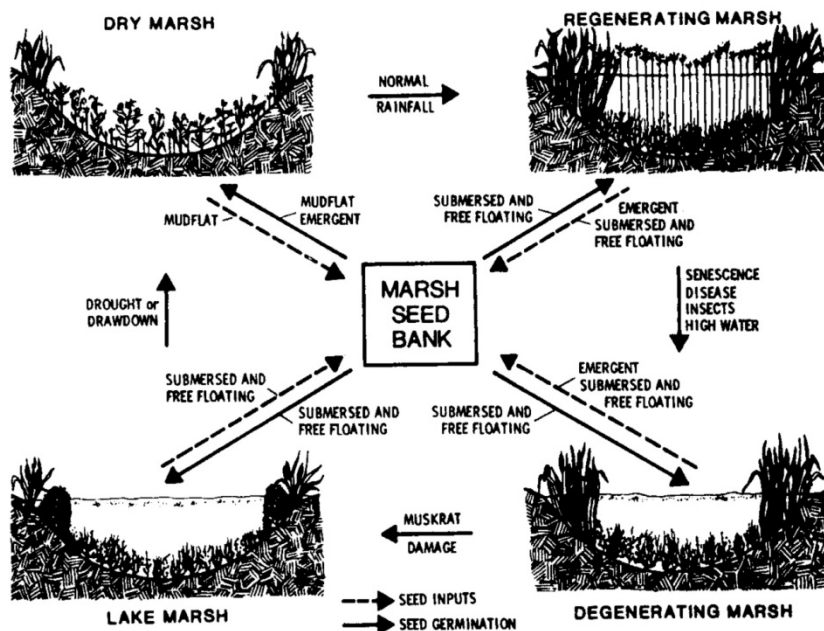 DRY MARSH
REGENERATING MARSH
NORMAL
RAINFALL
MUDFLAT
MUDFLAT
EMERGENT
SUBMERSED AND
FREE FLOATING
EMERGENT
SUBMERSED AND
FREE FLOATING
MARSH
SEED
BANK
DROUGHT or
DRAWDOWN
SENESCENCE
DISEASE
INSECTS
HIGH WATER
SUBMERSED AND
FREE FLOATING
SUBMERSED AND
FREE FLOATING
EMERGENT
SUBMERSED AND
FREE FLOATING
SUBMERSED AND
FREE FLOATING
MUSKRAT
DAMAGE
LAKE MARSH
SEED INPUTS
SEED GERMINATION
DEGENERATING MARSH